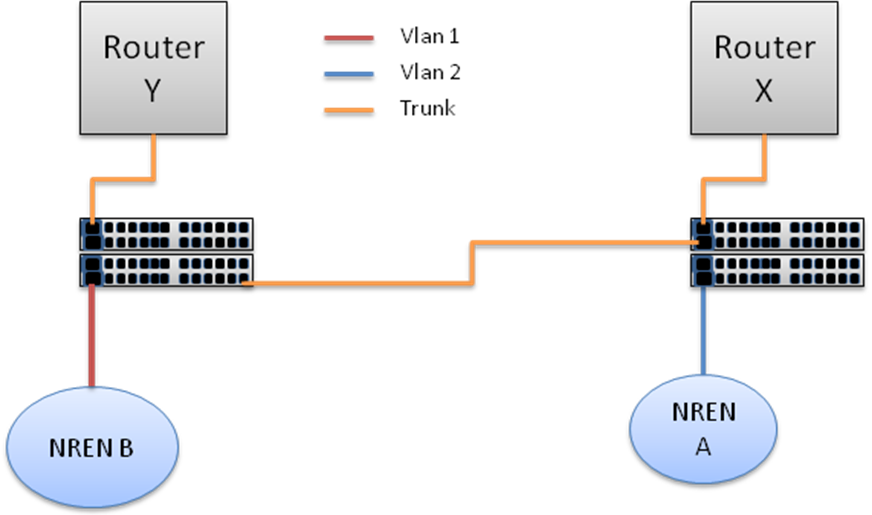 Router
Y
Vlan 1
Vlan 2
Trunk
Router
X
NREN B
NREN
A